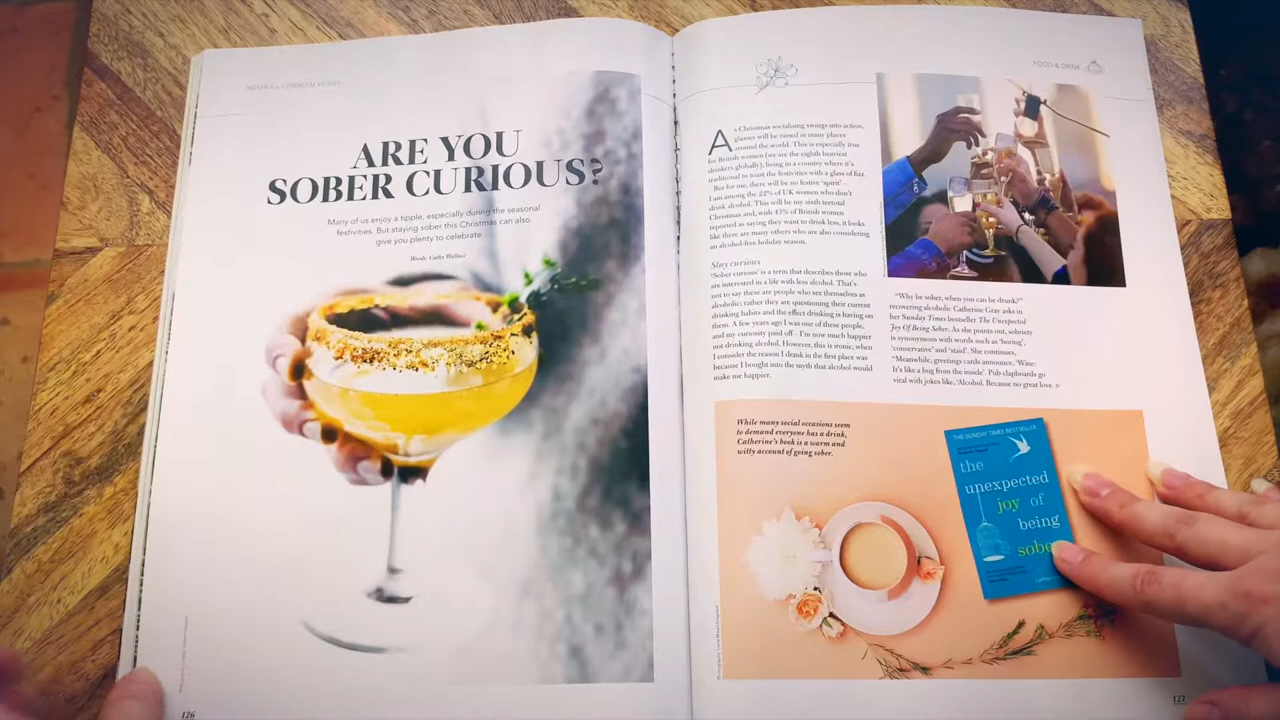 ARE YOU
SOBER CURIOUS?
Many of us enjoy a tipple, especially during the seasonal
festivities. But staying sober this Christmas can also
give you plenty to celebrate…
Words: Cathy Wallace
126
FOOD & DRINK
As Christmas socialising swings into action,
glasses will be raised in many places
around the world. This is especially true
for British women (we are the eighth heaviest
drinkers globally), living in a country where it's
traditional to toast the festivities with a glass of fizz.
But for me, there will be no festive 'spirit' –
I am among the 22% of UK women who don't
drink alcohol. This will be my sixth teetotal
Christmas and, with 43% of British women
reported as saying they want to drink less, it looks
like there are many others who are also considering
an alcohol-free holiday season.
Stay curious
'Sober curious' is a term that describes those who
are interested in a life with less alcohol. That's
not to say these are people who see themselves as
alcoholic; rather they are questioning their current
drinking habits and the effect drinking is having on
them. A few years ago I was one of these people,
and my curiosity paid off – I'm now much happier
not drinking alcohol. However, this is ironic, when
I consider the reason I drank in the first place was
because I bought into the myth that alcohol would
make me happier.
"Why be sober, when you can be drunk?"
recovering alcoholic Catherine Gray asks in
her Sunday Times bestseller The Unexpected
Joy Of Being Sober. As she points out, sobriety
is synonymous with words such as 'boring',
'conservative' and 'staid'. She continues,
"Meanwhile, greetings cards announce, 'Wine:
It's like a hug from the inside'. Pub clapboards go
viral with jokes like, 'Alcohol. Because no great love >
While many social occasions seem
to demand everyone has a drink,
Catherine's book is a warm and
witty account of going sober.
THE SUNDAY TIMES BESTSELLER
the
unexpected
joy of
being
sobe
127